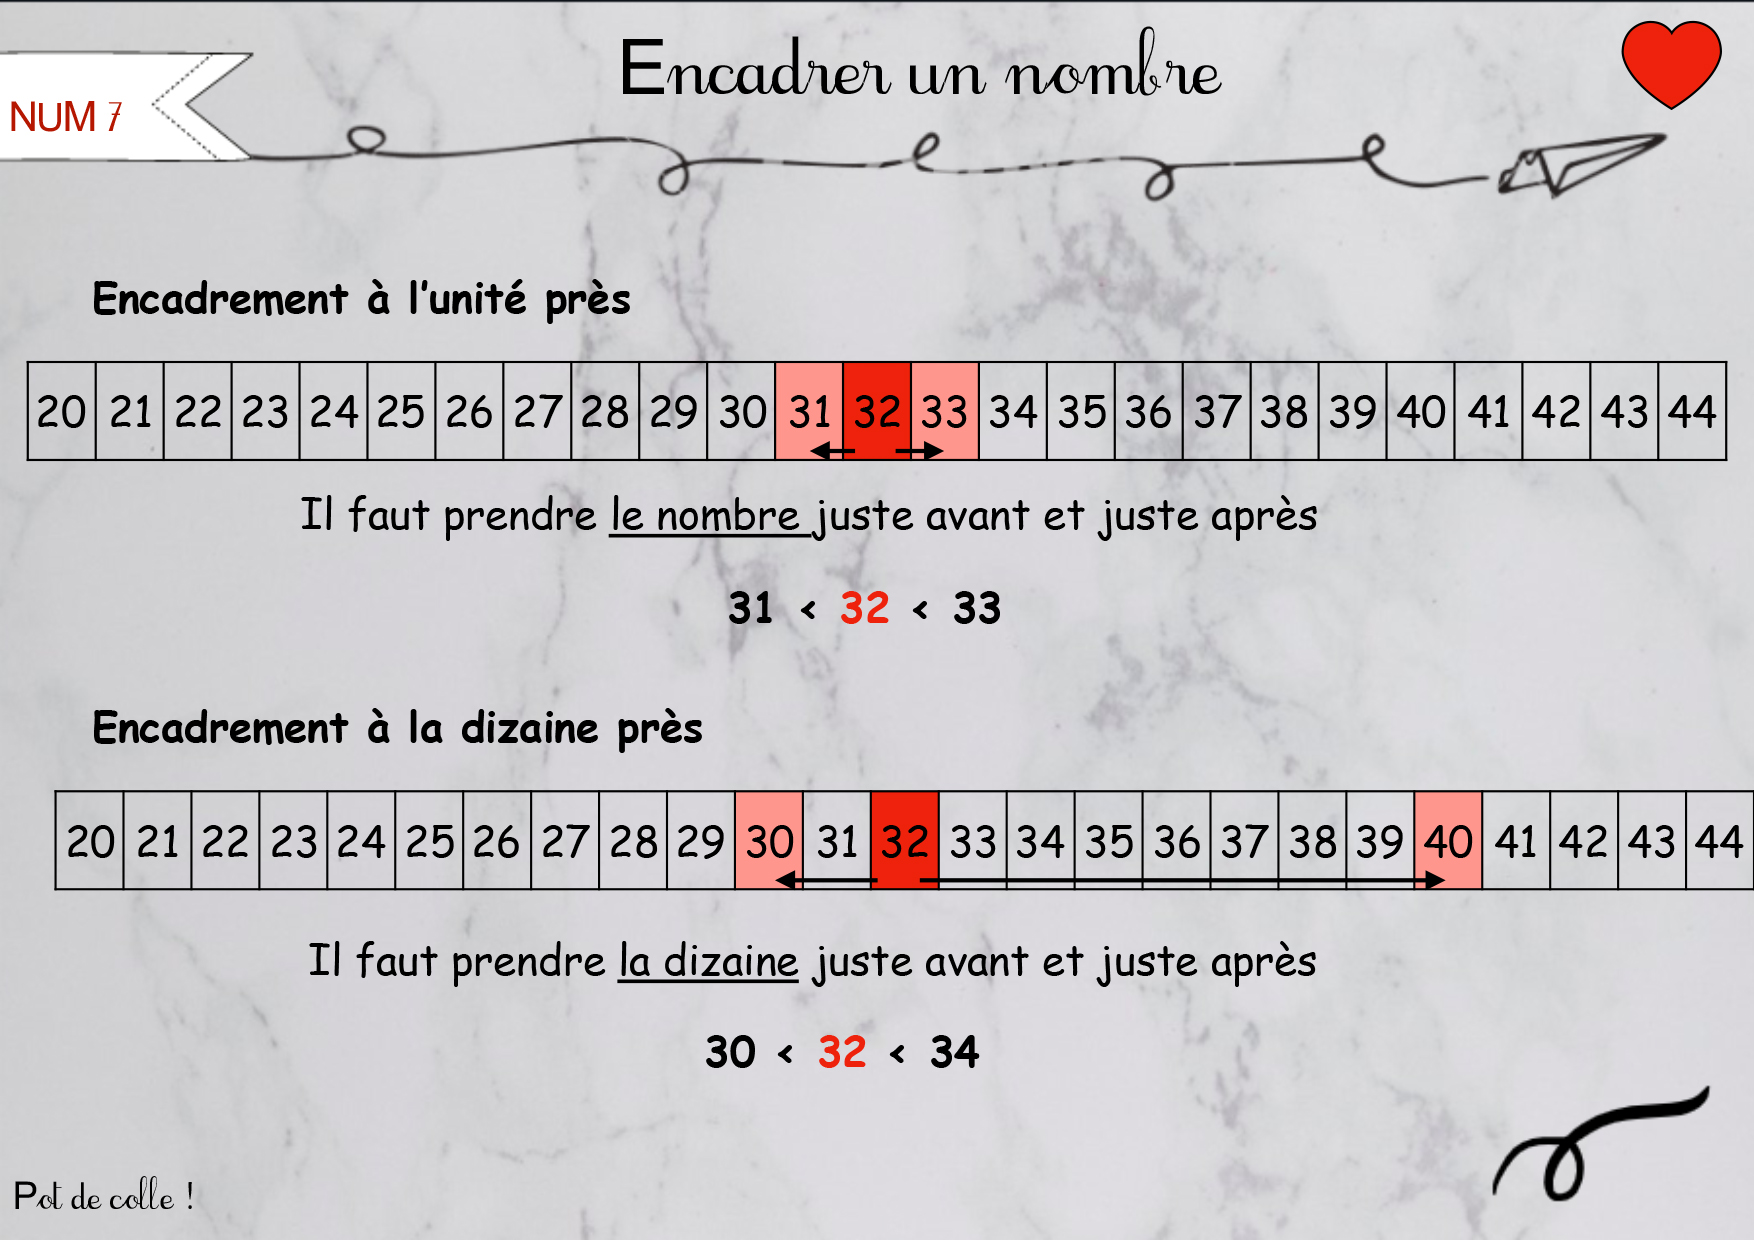 Encadrer un nombre
NUM 7
Encadrement à l'unité près
20 21 22 23 24 25 26 27 28 29 30 31 32 33 34 35 36 37 38 39 40 41 42 43 44
Il faut prendre le nombre juste avant et juste après
31 < 32 < 33
Encadrement à la dizaine près
20 21 22 23 24 25 26 27 28 29 30 31 32 33 34 35 36 37 38 39 40 41 42 43 44
Il faut prendre la dizaine juste avant et juste après
30 < 32 < 34
Pot de colle !